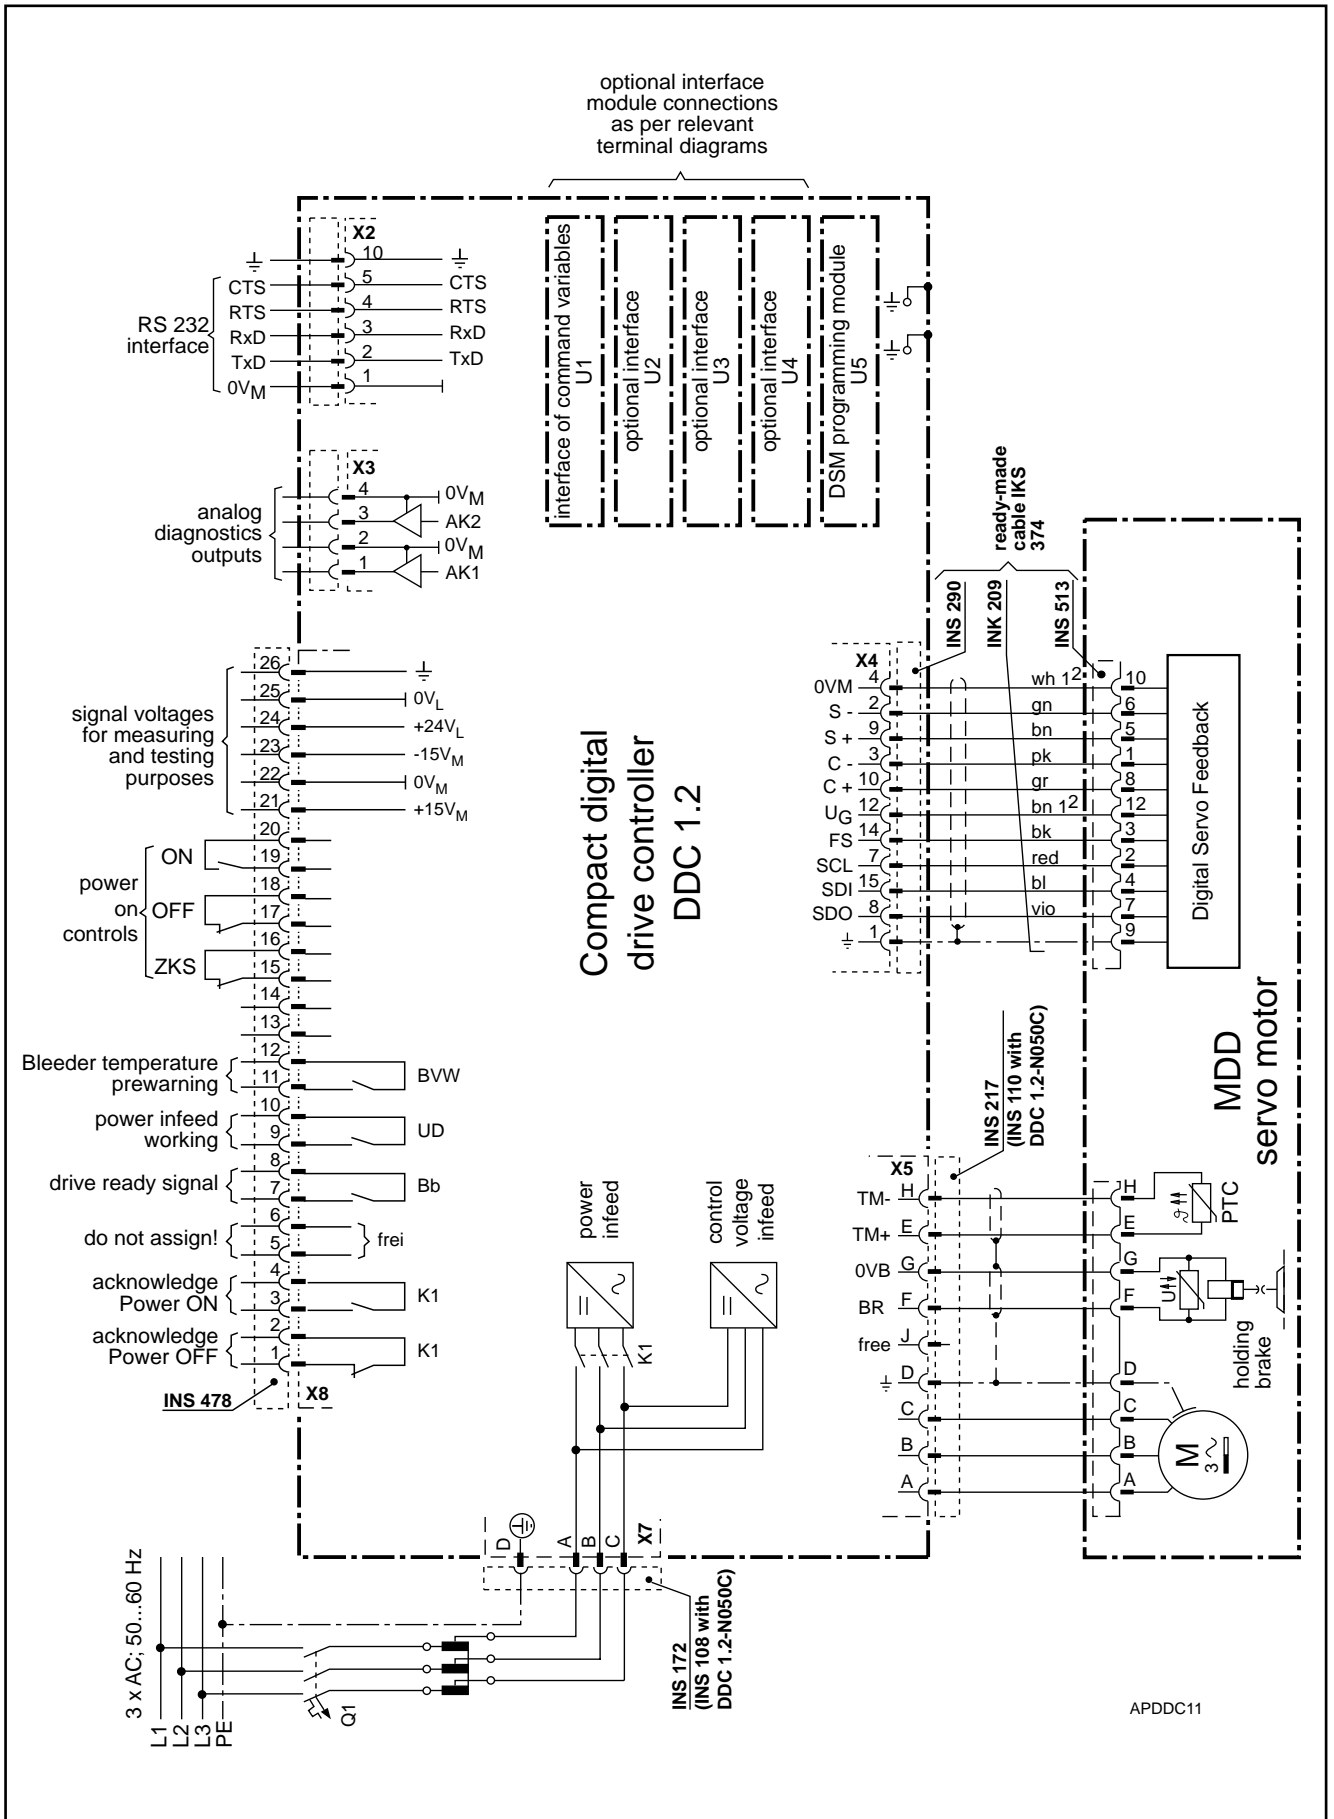 optional interface
module connections
as per relevant
terminal diagrams
X2
10
CTS 5 CTS
RTS 4 RTS
RxD 3 RxD
TxD 2 TxD
0VM 1
RS 232
interface
X3
4 0VM
3 AK2
2 0VM
1 AK1
analog
diagnostics
outputs
interface of command variables
U1
optional interface
U2
optional interface
U3
optional interface
U4
DSM programming module
U5
26
25 0VL
24 +24VL
23 -15VM
22 0VM
21 +15VM
signal voltages
for measuring
and testing
purposes
20
19
ON
18
17
OFF
16
15
ZKS
power
on
controls
14
13
12
11
Bleeder temperature
prewarning
BVW
10
9
power infeed
working
UD
8
7
drive ready signal
Bb
6
5
do not assign!
frei
4
3
acknowledge
Power ON
K1
2
1
acknowledge
Power OFF
K1
INS 478
X8
Compact digital
drive controller
DDC 1.2
ready-made
cable IKS
374
INS 290
INK 209
INS 513
X4
0VM 4 wh 1² 10
S - 2 gn 6
S + 9 bn 5
C - 3 pk 1
C + 10 gr 8
UG 12 bn 1² 12
FS 14 bk 3
SCL 7 red 2
SDI 15 bl 4
SDO 8 vio 7
1 9
Digital Servo Feedback
MDD
servo motor
INS 217
(INS 110 with
DDC 1.2-N050C)
X5
TM- H H
TM+ E E
0VB G G
BR F F
free J
D D
C C
B B
A A
ϑ
PTC
U
holding
brake
M
3 ~
power
infeed
=
~
K1
control
voltage
infeed
=
~
D
A
B
C
X7
INS 172
(INS 108 with
DDC 1.2-N050C)
3 x AC; 50...60 Hz
L1
L2
L3
PE
Q1
APDDC11